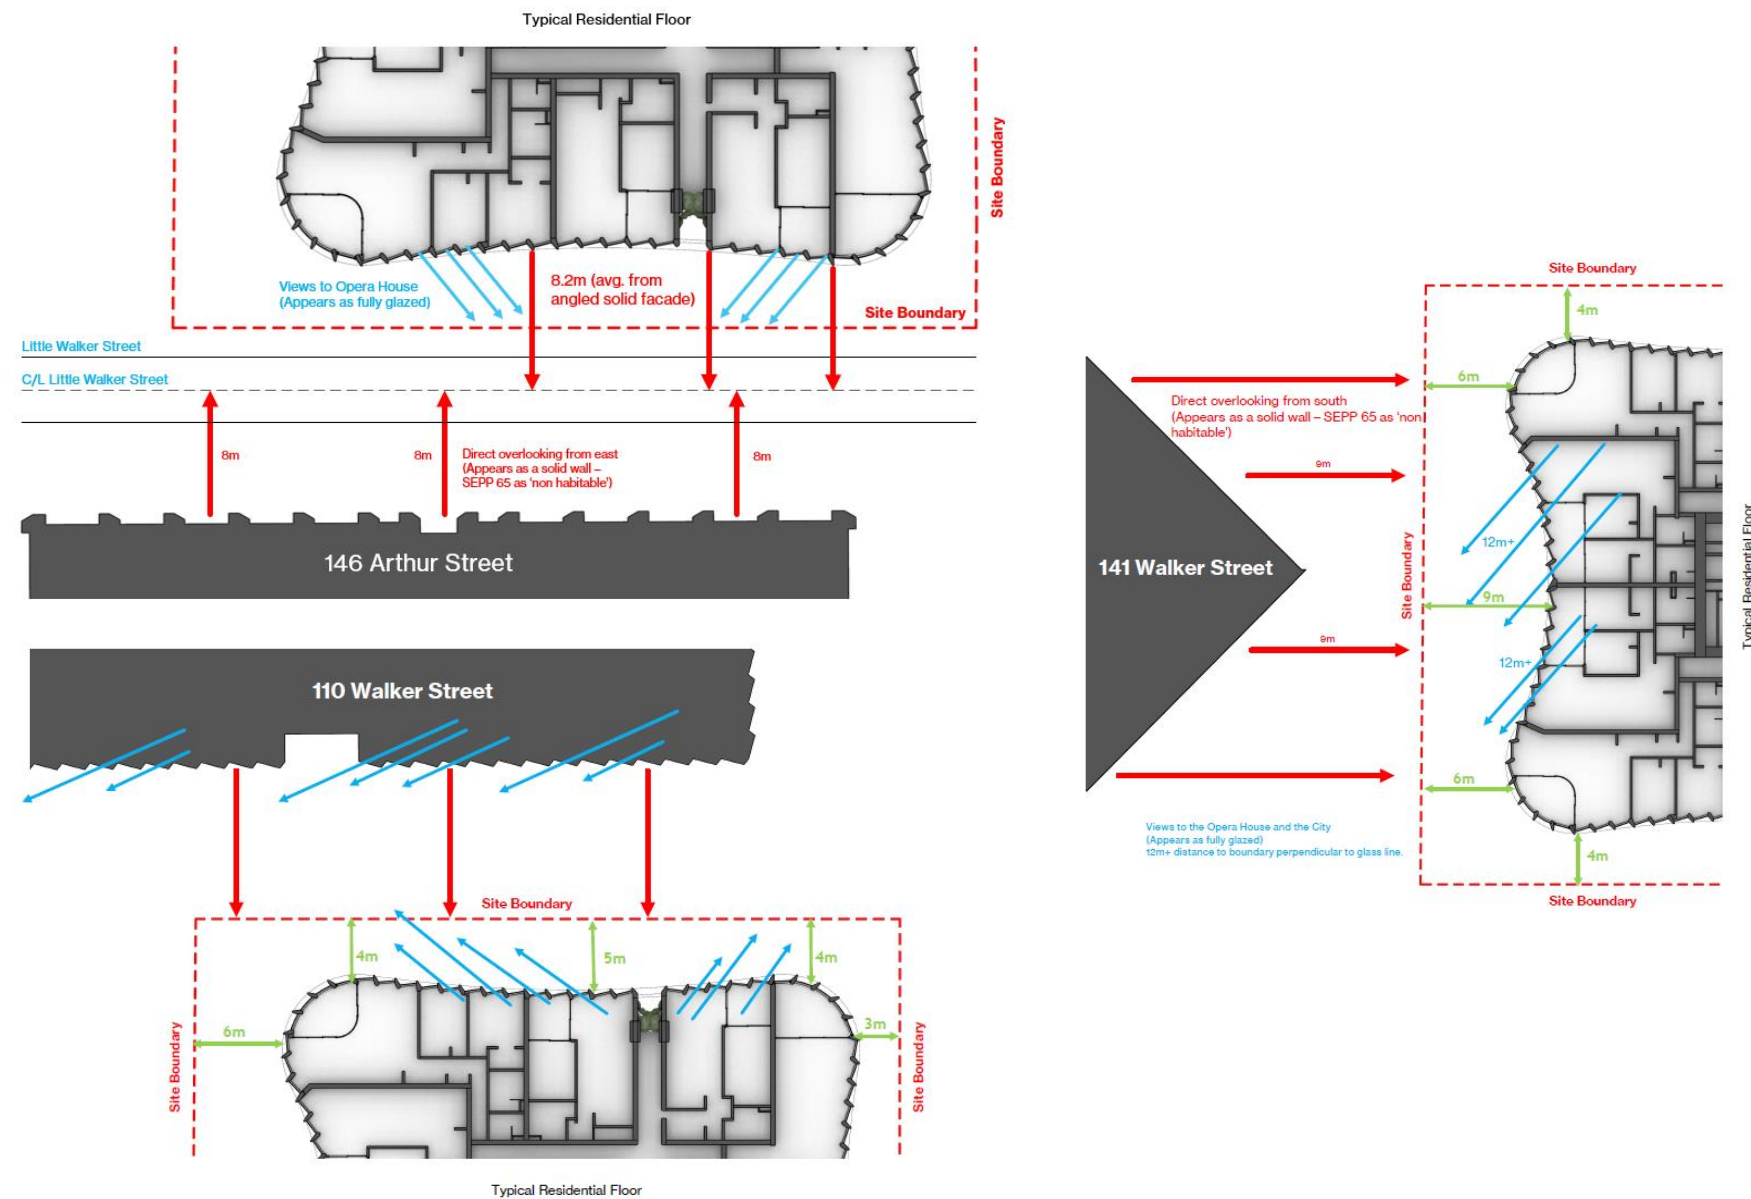 Typical Residential Floor
Site Boundary
Views to Opera House
(Appears as fully glazed)
8.2m (avg. from
angled solid facade)
Site Boundary
Little Walker Street
C/L Little Walker Street
8m
8m
8m
Direct overlooking from east
(Appears as a solid wall –
SEPP 65 as ‘non habitable’)
146 Arthur Street
110 Walker Street
Site Boundary
4m
5m
4m
6m
3m
Site Boundary
Site Boundary
Typical Residential Floor
Site Boundary
4m
6m
Direct overlooking from south
(Appears as a solid wall – SEPP 65 as ‘non
habitable’)
9m
12m+
141 Walker Street
Site Boundary
9m
9m
12m+
6m
Views to the Opera House and the City
(Appears as fully glazed)
12m+ distance to boundary perpendicular to glass line.
4m
Site Boundary
Typical Residential Floor